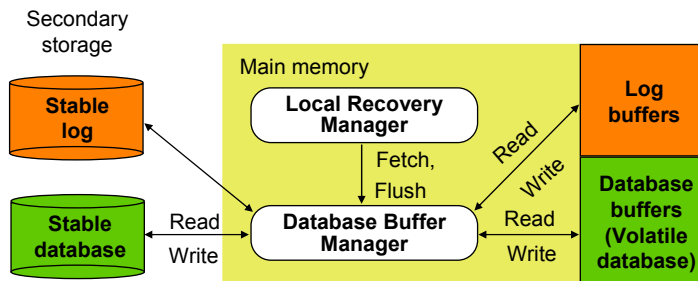 Secondary
storage
Main memory
Stable
log
Local Recovery
Manager
Log
buffers
Fetch,
Flush
Read
Write
Stable
database
Read
Write
Database Buffer
Manager
Read
Write
Database
buffers
(Volatile
database)